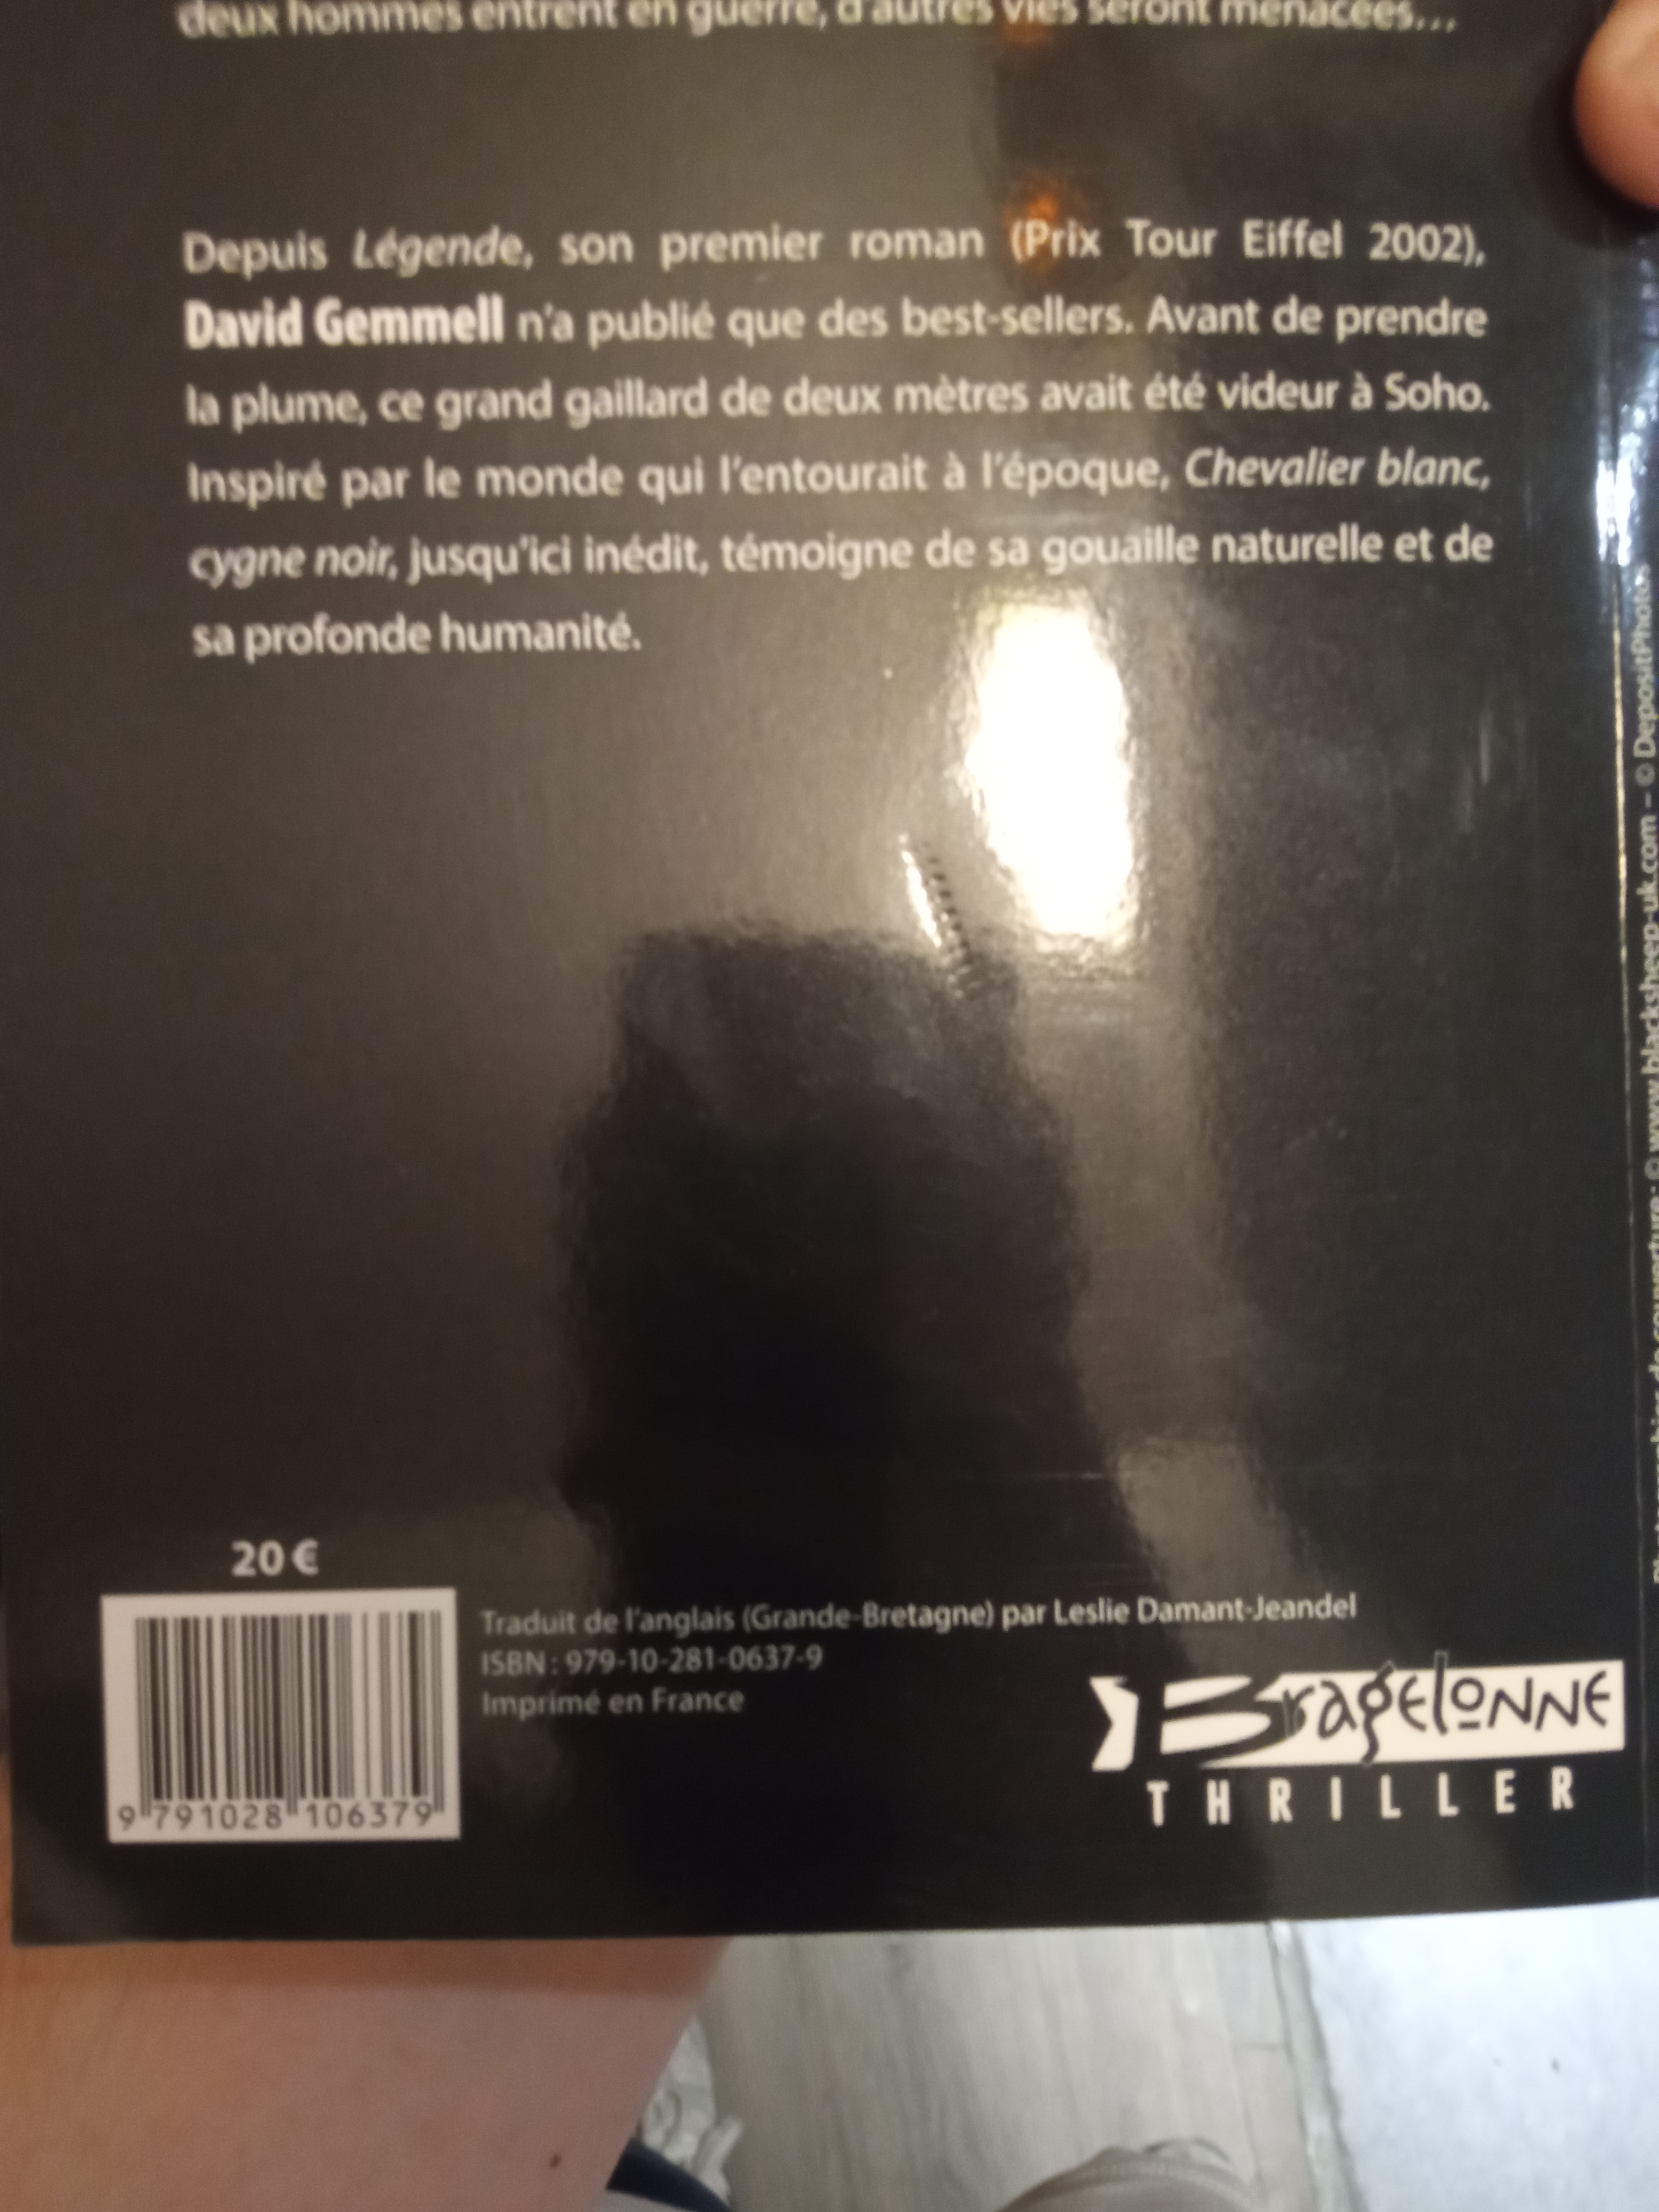 deux hommes entrent en guerre, d'autres vies seront menacées...
Depuis Légende, son premier roman (Prix Tour Eiffel 2002),
David Gemmell n'a publié que des best-sellers. Avant de prendre
la plume, ce grand gaillard de deux mètres avait été videur à Soho.
Inspiré par le monde qui l'entourait à l'époque, Chevalier blanc,
cygne noir, jusqu'ici inédit, témoigne de sa gouaille naturelle et de
sa profonde humanité.
20 €
9 791028 106379
Traduit de l'anglais (Grande-Bretagne) par Leslie Damant-Jeandel
ISBN : 979-10-281-0637-9
Imprimé en France
Bragelonne
THRILLER
de couverture : © www.blacksheep-uk.com – © DepositPhotos